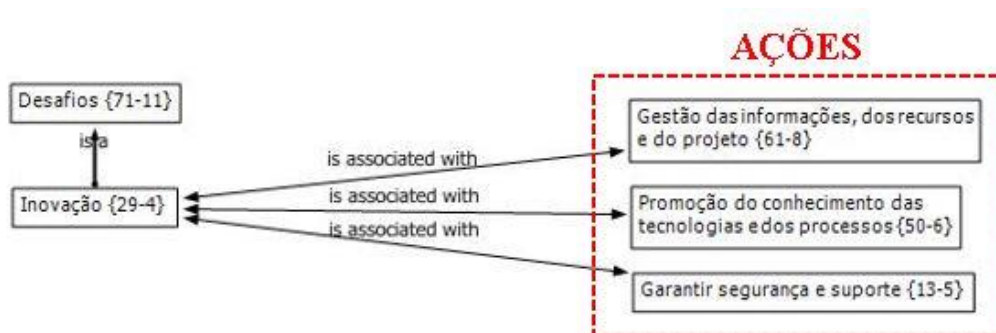 AÇÕES
Desafios {71-11}
is a
Inovação {29-4}
is associated with
is associated with
is associated with
Gestão das informações, dos recursos
e do projeto {61-8}
Promoção do conhecimento das
tecnologias e dos processos {50-6}
Garantir segurança e suporte {13-5}